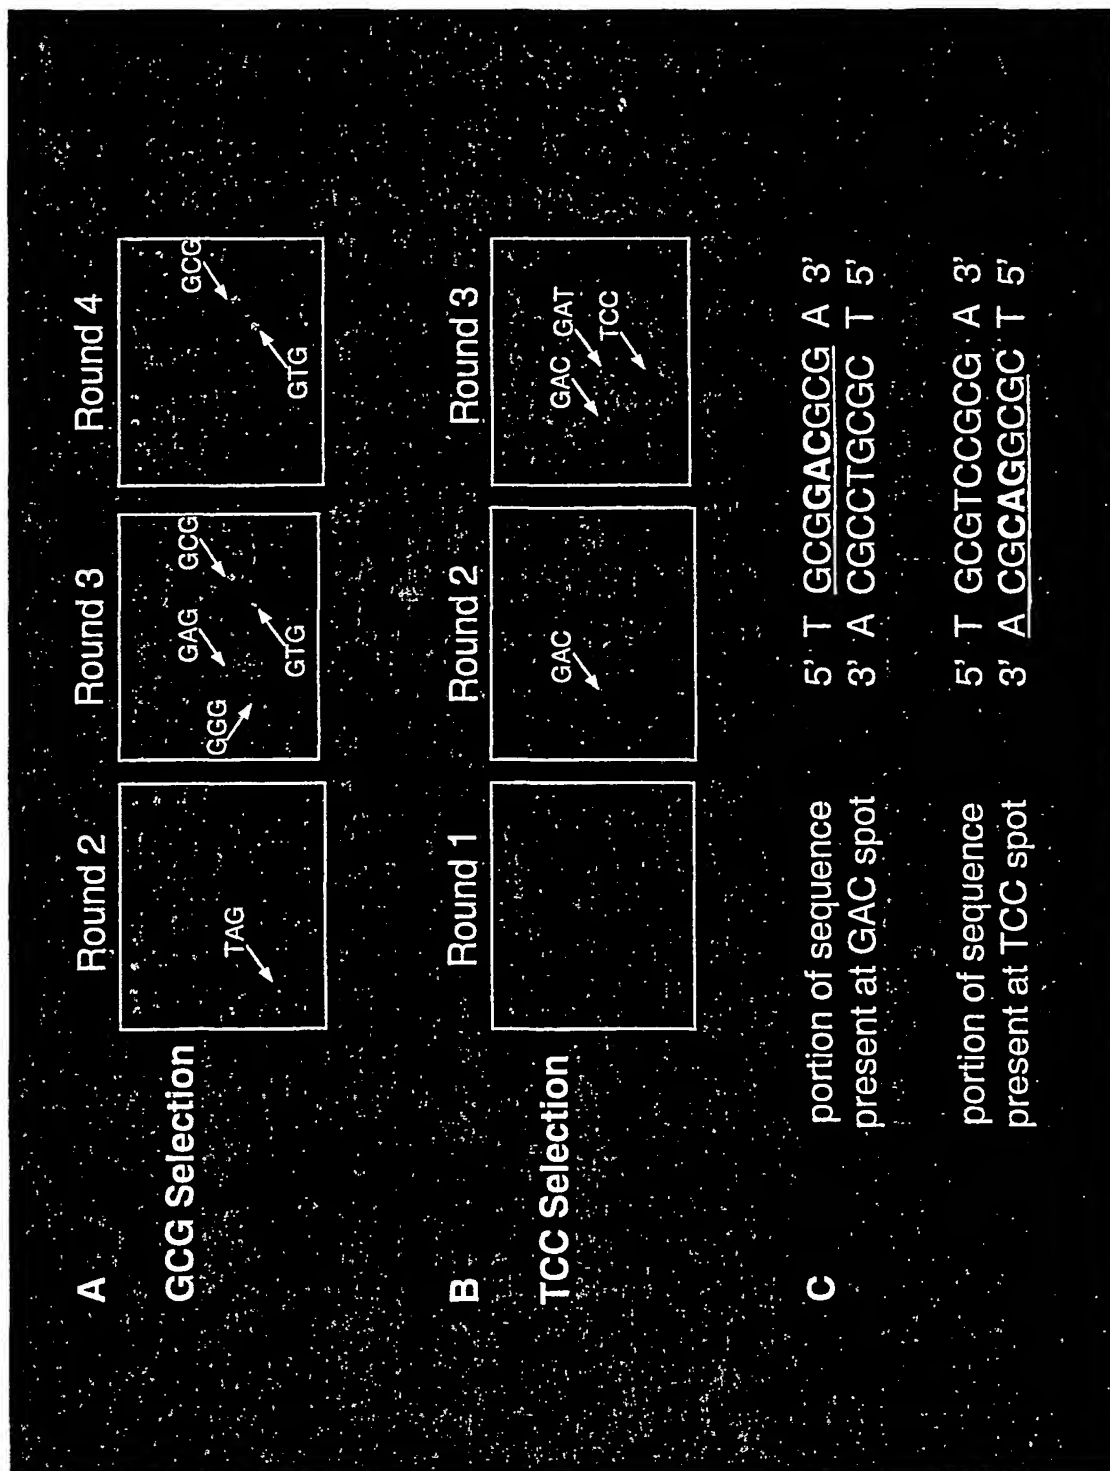 A
GCG Selection
Round 2
TAG
Round 3
GGG
GAG
GCG
GTG
Round 4
GCG
GTG
B
TCC Selection
Round 1
Round 2
GAC
Round 3
GAC
GAT
TCC
C
portion of sequence
present at GAC spot
5' T GCGGACGCG A 3'
3' A CGCCTGCGC T 5'
portion of sequence
present at TCC spot
5' T GCGTCCGCG A 3'
3' A CGCAGGCGC T 5'